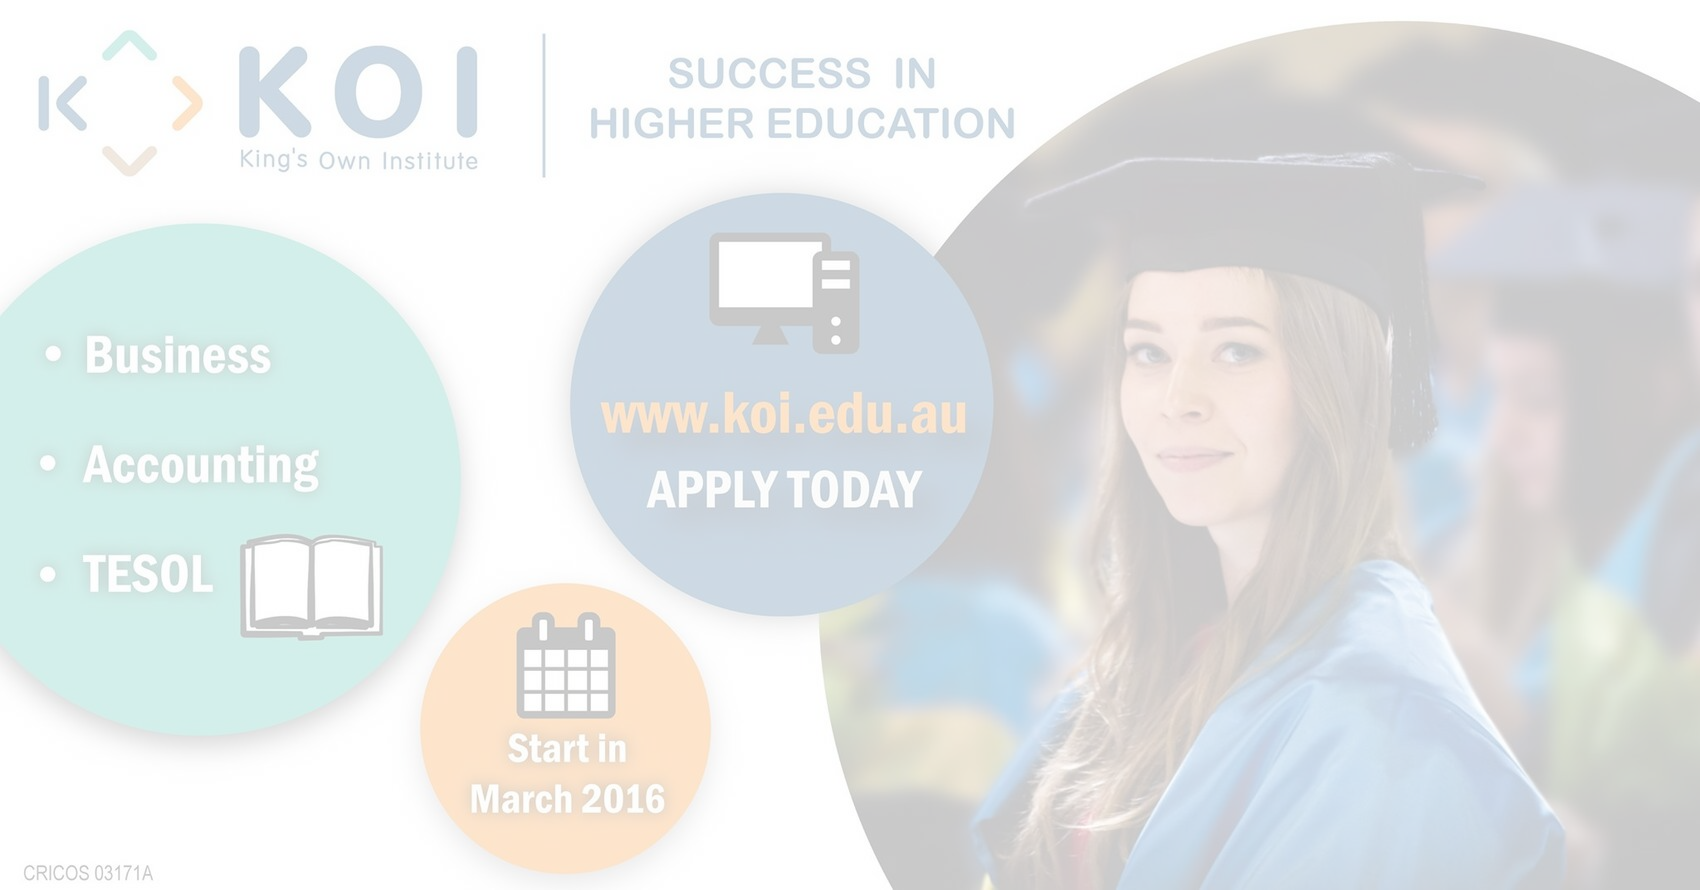 K
KOI
King's Own Institute
SUCCESS IN
HIGHER EDUCATION
• Business
• Accounting
• TESOL
www.koi.edu.au
APPLY TODAY
Start in
March 2016
CRICOS 03171A